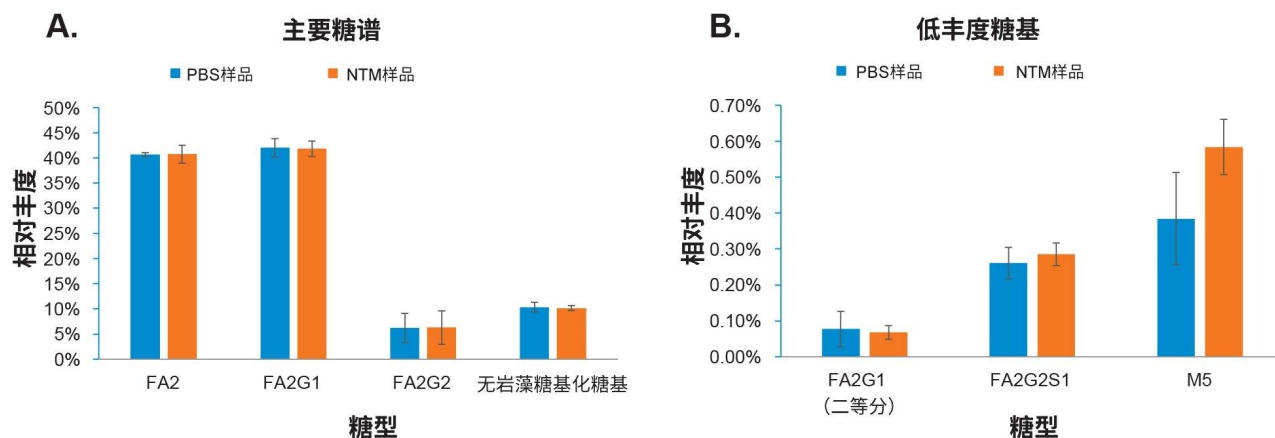 A.
主要糖谱
PBS样品
NTM样品
50%
45%
40%
35%
30%
25%
20%
15%
10%
5%
0%
相对丰度
FA2
FA2G1
FA2G2
无岩藻糖基化糖基
糖型
B.
低丰度糖基
PBS样品
NTM样品
0.70%
0.60%
0.50%
0.40%
0.30%
0.20%
0.10%
0.00%
相对丰度
FA2G1
（二等分）
FA2G2S1
M5
糖型